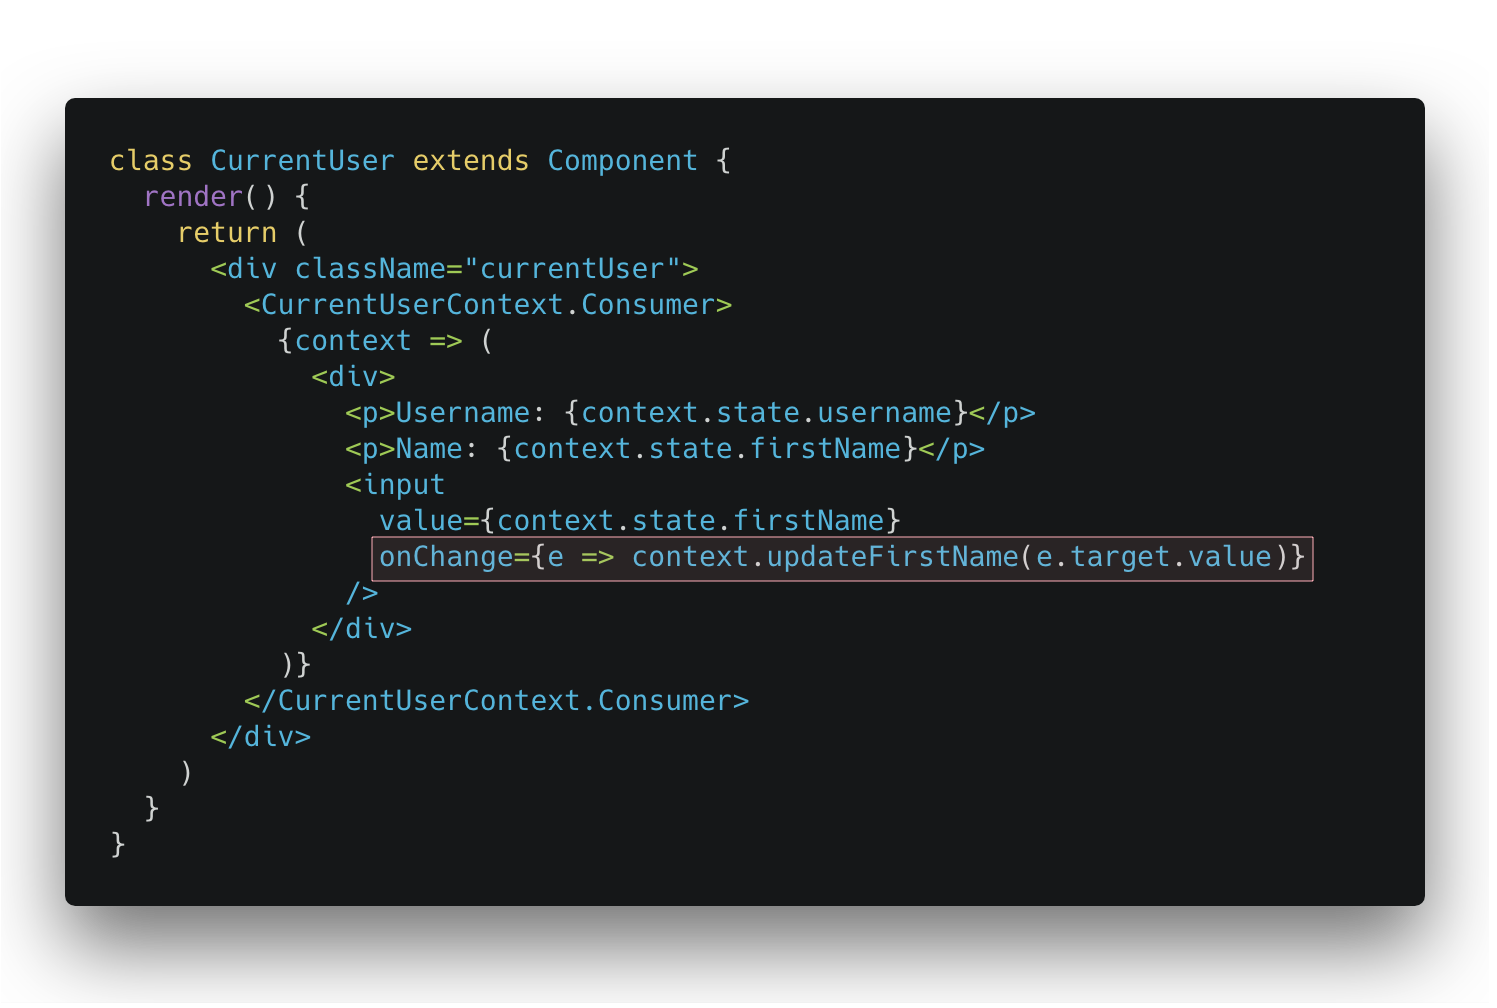 class CurrentUser extends Component {
  render() {
    return (
      <div className="currentUser">
        <CurrentUserContext.Consumer>
          {context => (
            <div>
              <p>Username: {context.state.username}</p>
              <p>Name: {context.state.firstName}</p>
              <input
                value={context.state.firstName}
                onChange={e => context.updateFirstName(e.target.value)}
              />
            </div>
          )}
        </CurrentUserContext.Consumer>
      </div>
    )
  }
}